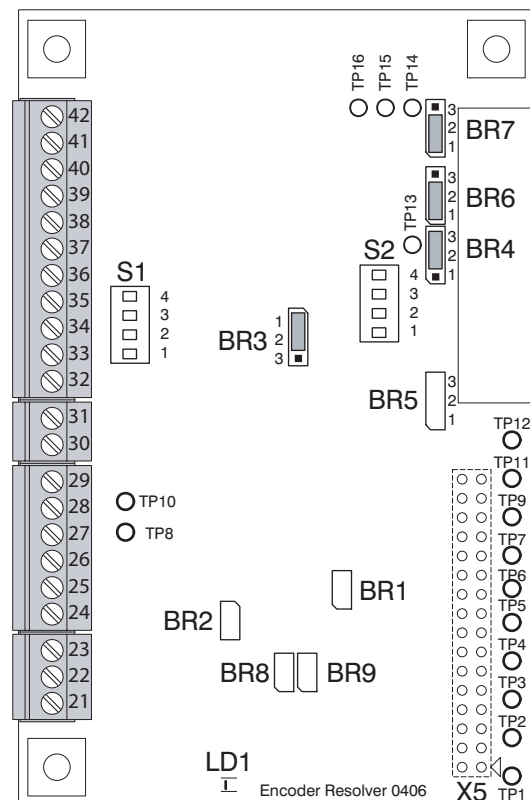 TP16
TP15
TP14
3
2
1
BR7
42
41
40
39
38
37
36
35
34
33
32
3
2
1
BR6
TP13
3
2
1
BR4
S1
4
3
2
1
S2
4
3
2
1
BR3
1
2
3
BR5
3
2
1
31
30
TP12
TP11
TP9
TP7
TP6
TP5
TP4
TP3
TP2
TP1
29
28
27
26
25
24
TP10
TP8
BR1
BR2
BR8
BR9
23
22
21
LD1
Encoder Resolver 0406
X5